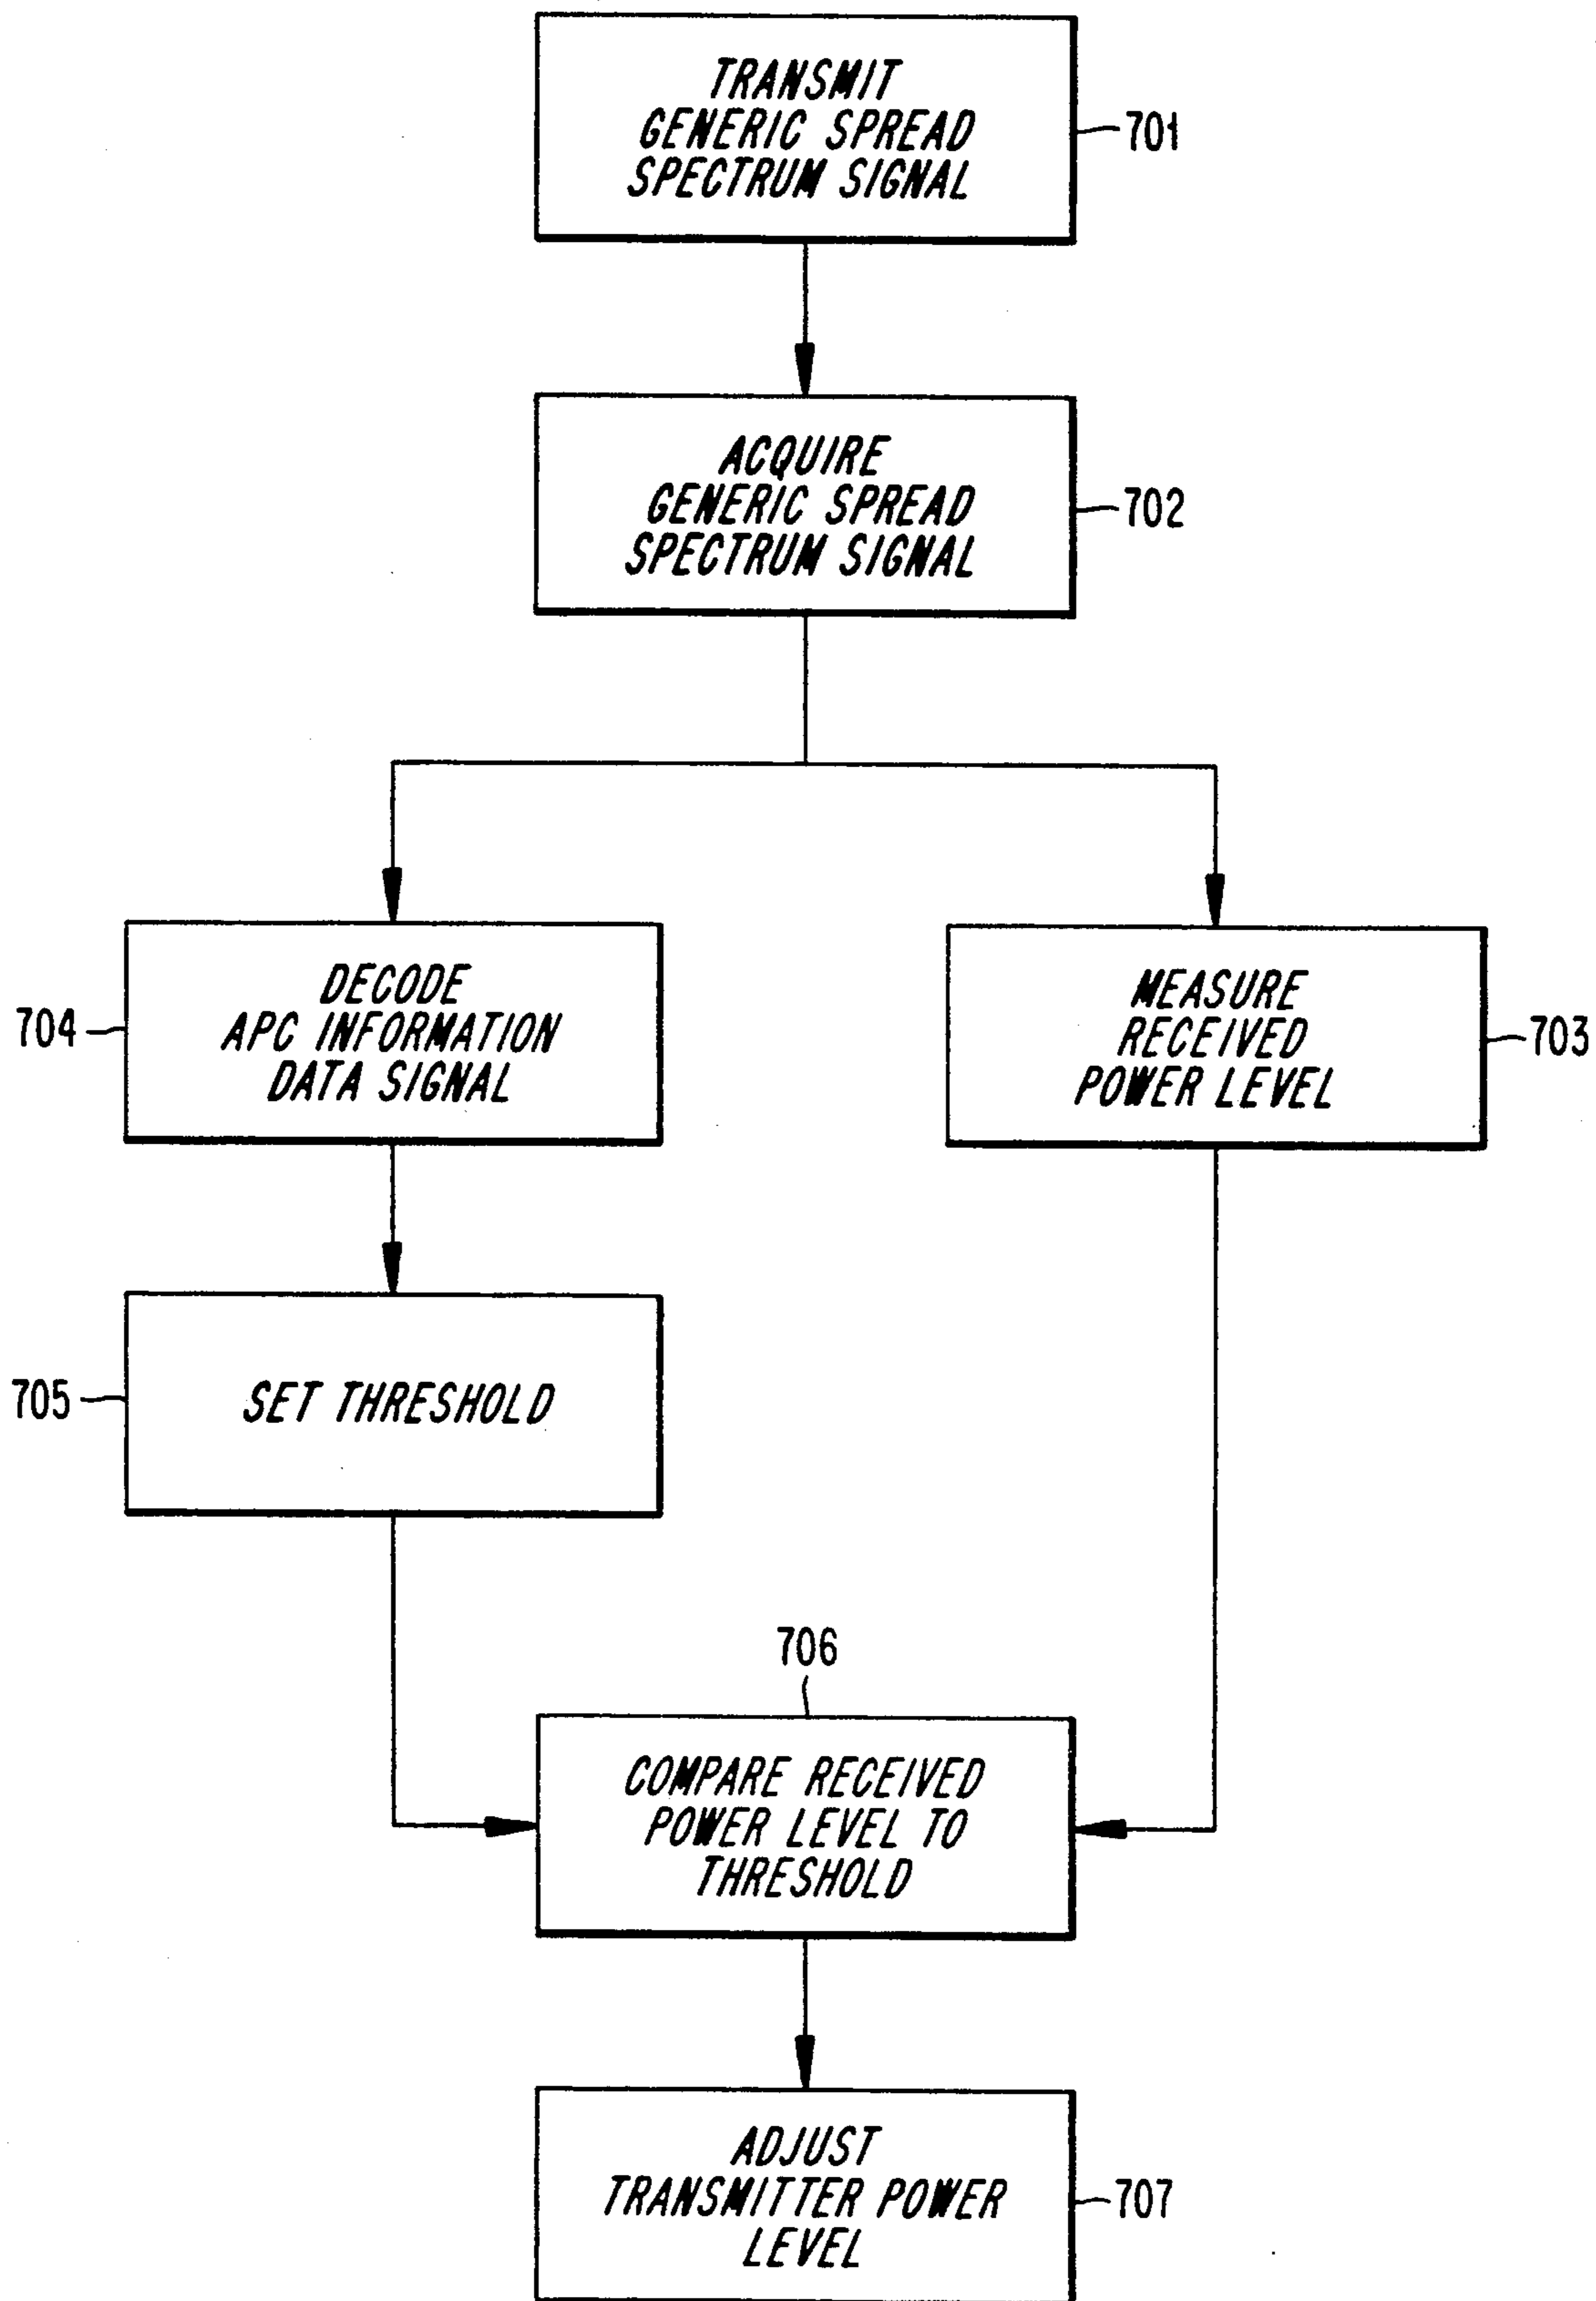 TRANSMIT
GENERIC SPREAD
SPECTRUM SIGNAL
701
ACQUIRE
GENERIC SPREAD
SPECTRUM SIGNAL
702
DECODE
APC INFORMATION
DATA SIGNAL
704
MEASURE
RECEIVED
POWER LEVEL
703
SET THRESHOLD
705
706
COMPARE RECEIVED
POWER LEVEL TO
THRESHOLD
ADJUST
TRANSMITTER POWER
LEVEL
707